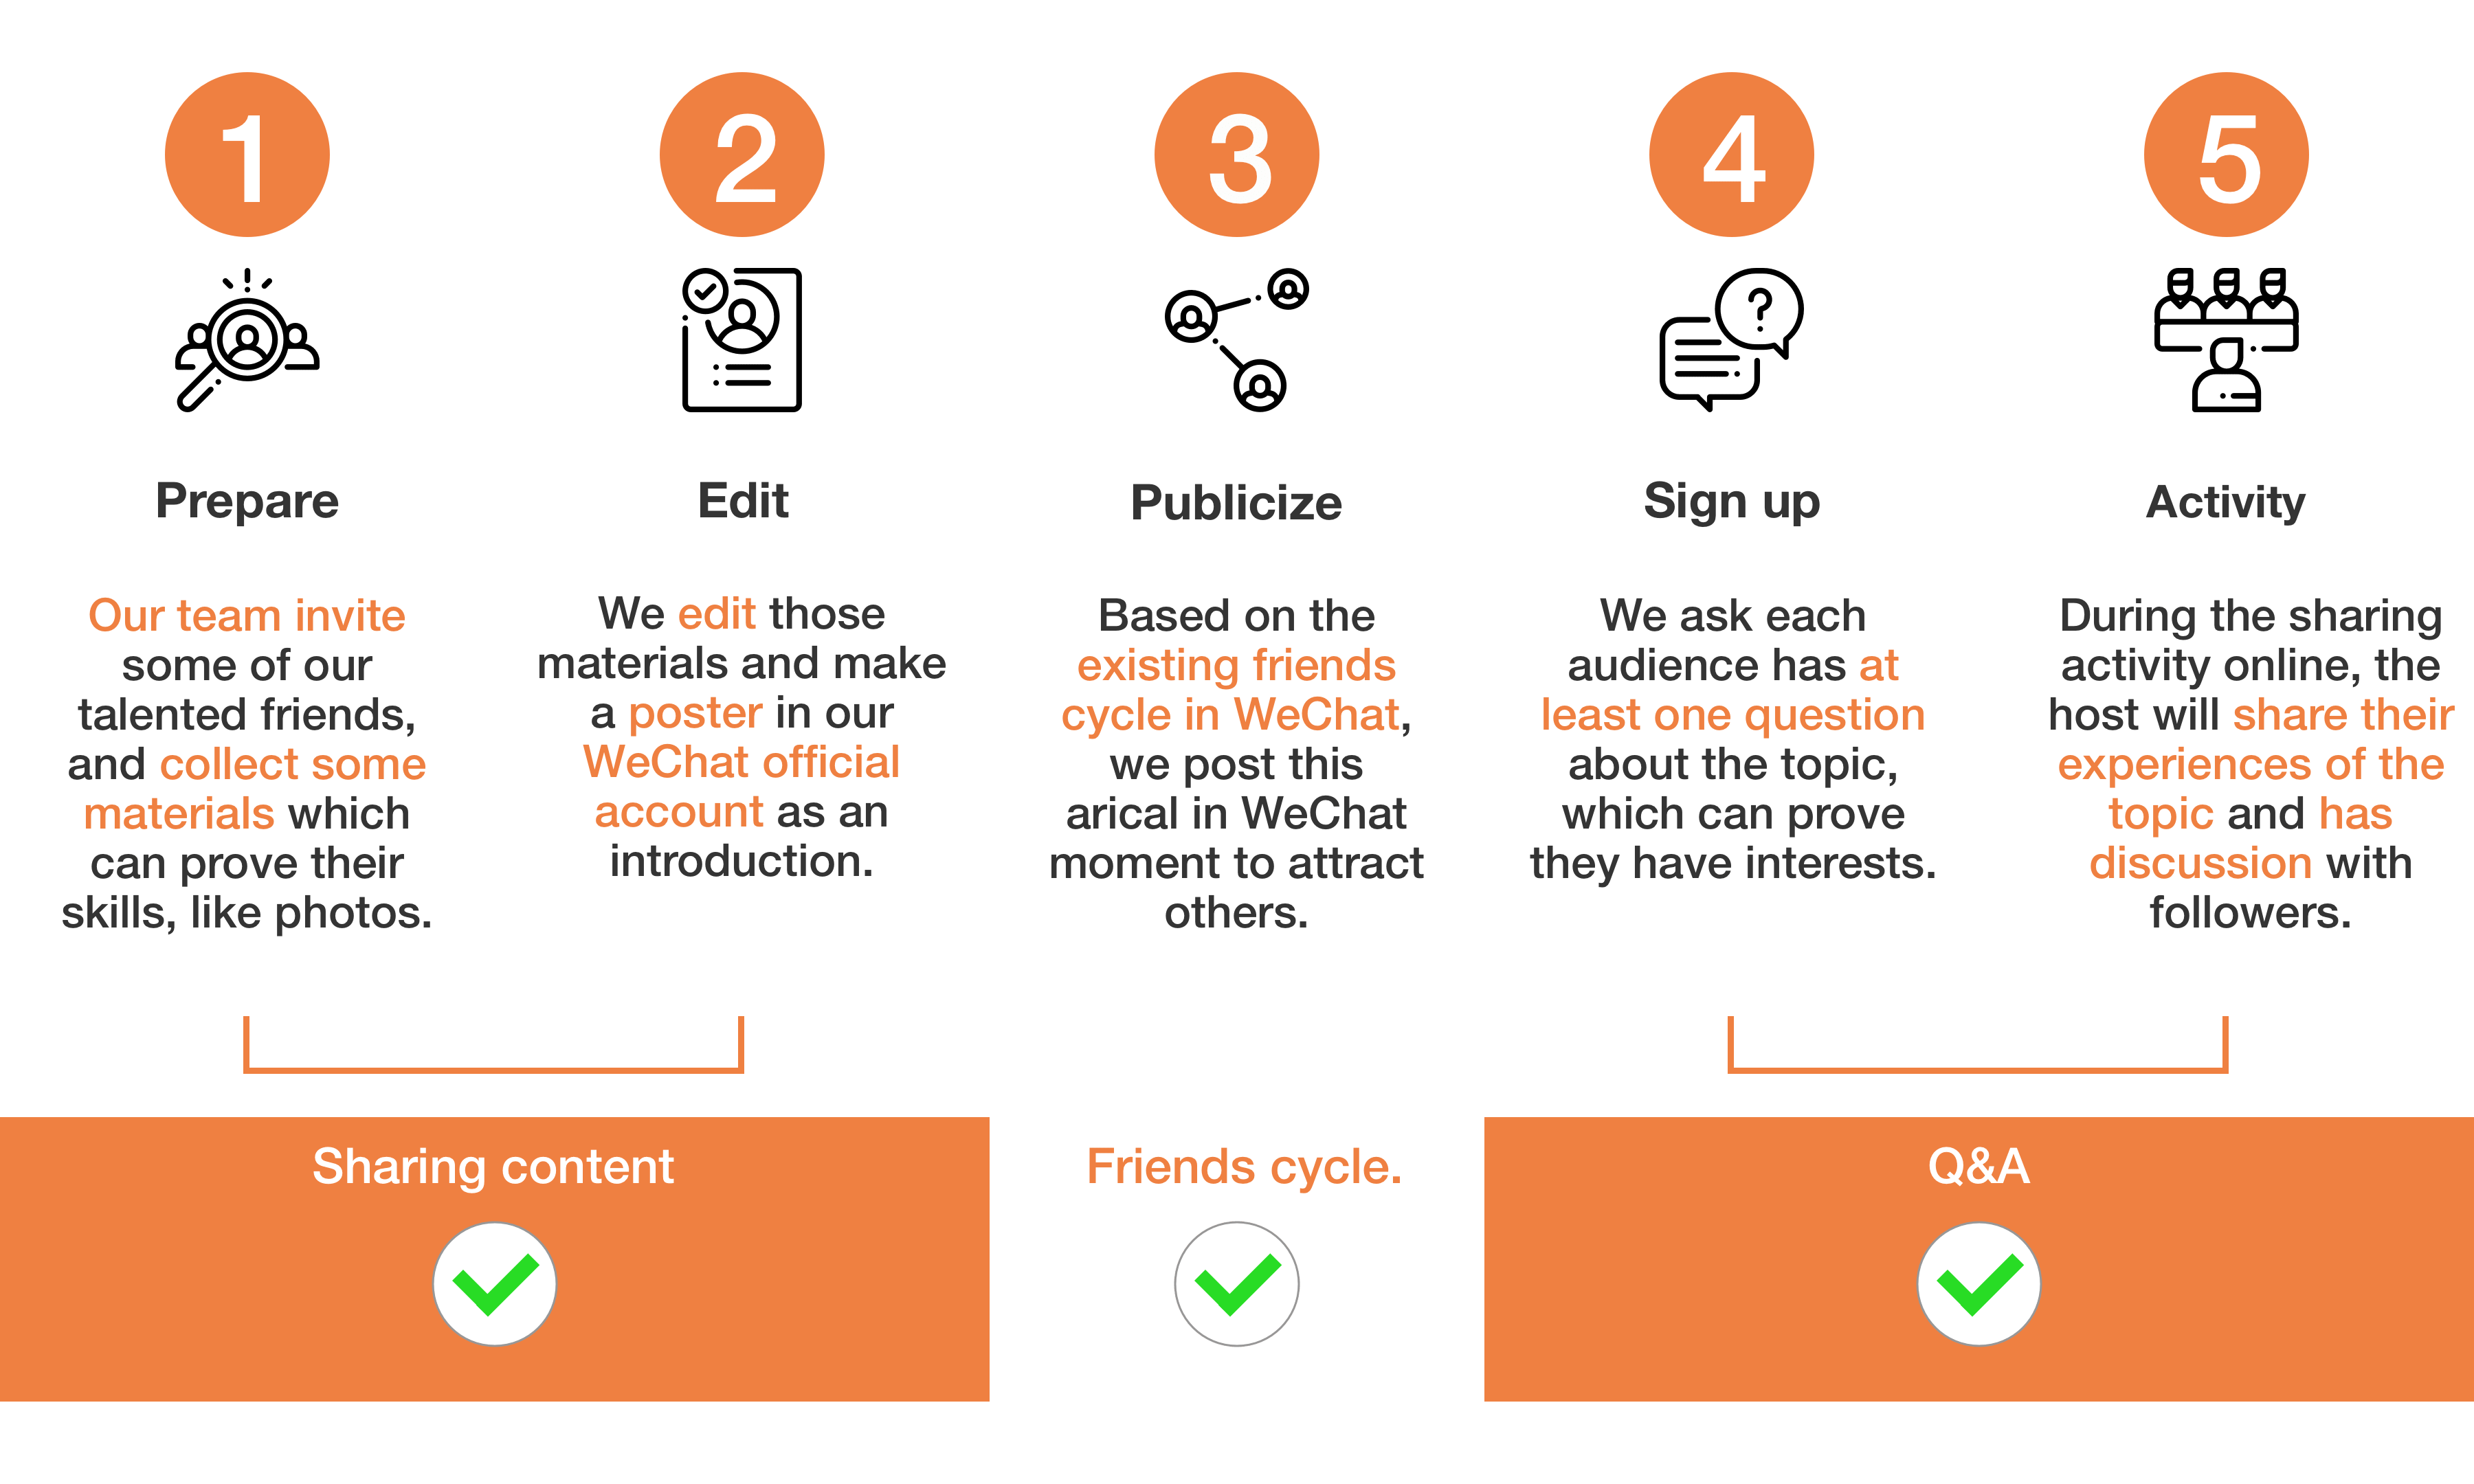 1
Prepare
Our team invite
some of our
talented friends,
and collect some
materials which
can prove their
skills, like photos.
2
Edit
We edit those
materials and make
a poster in our
WeChat official
account as an
introduction.
3
Publicize
Based on the
existing friends
cycle in WeChat,
we post this
arical in WeChat
moment to attract
others.
4
Sign up
We ask each
audience has at
least one question
about the topic,
which can prove
they have interests.
5
Activity
During the sharing
activity online, the
host will share their
experiences of the
topic and has
discussion with
followers.
Sharing content
Friends cycle.
Q&A